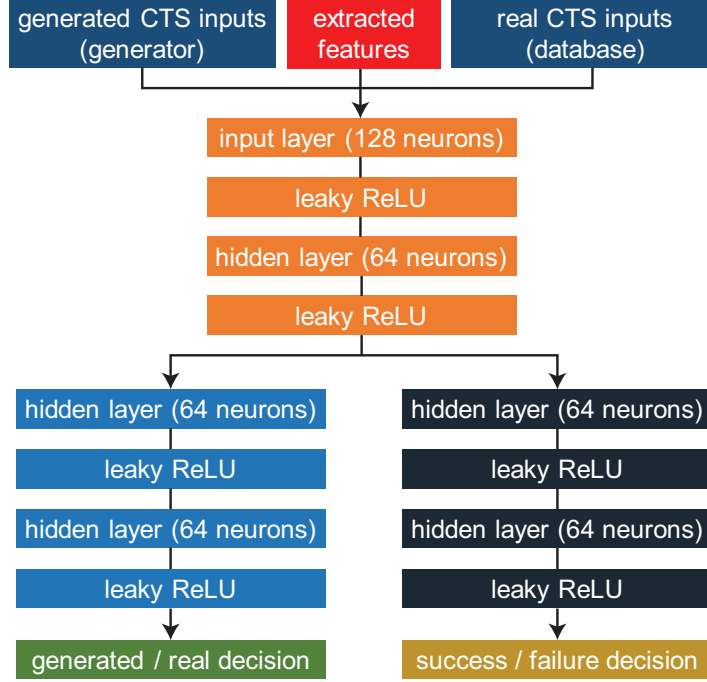 generated CTS inputs
(generator)
extracted
features
real CTS inputs
(database)
input layer (128 neurons)
leaky ReLU
hidden layer (64 neurons)
leaky ReLU
hidden layer (64 neurons)
leaky ReLU
hidden layer (64 neurons)
leaky ReLU
generated / real decision
hidden layer (64 neurons)
leaky ReLU
hidden layer (64 neurons)
leaky ReLU
success / failure decision